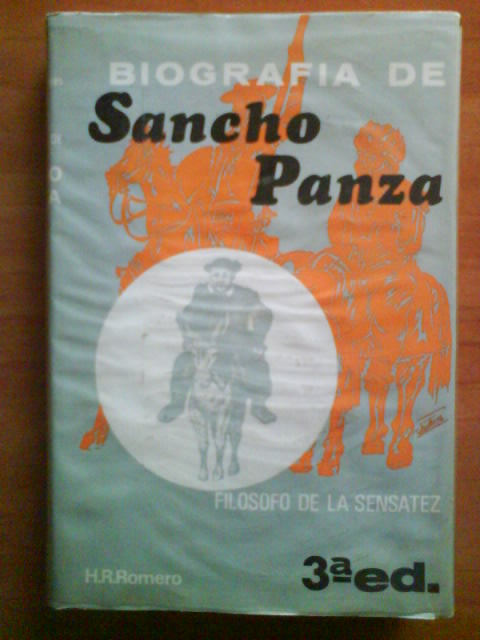 BIOGRAFIA DE
Sancho
Panza
FILOSOFO DE LA SENSATEZ
H.R.Romero
3ªed.